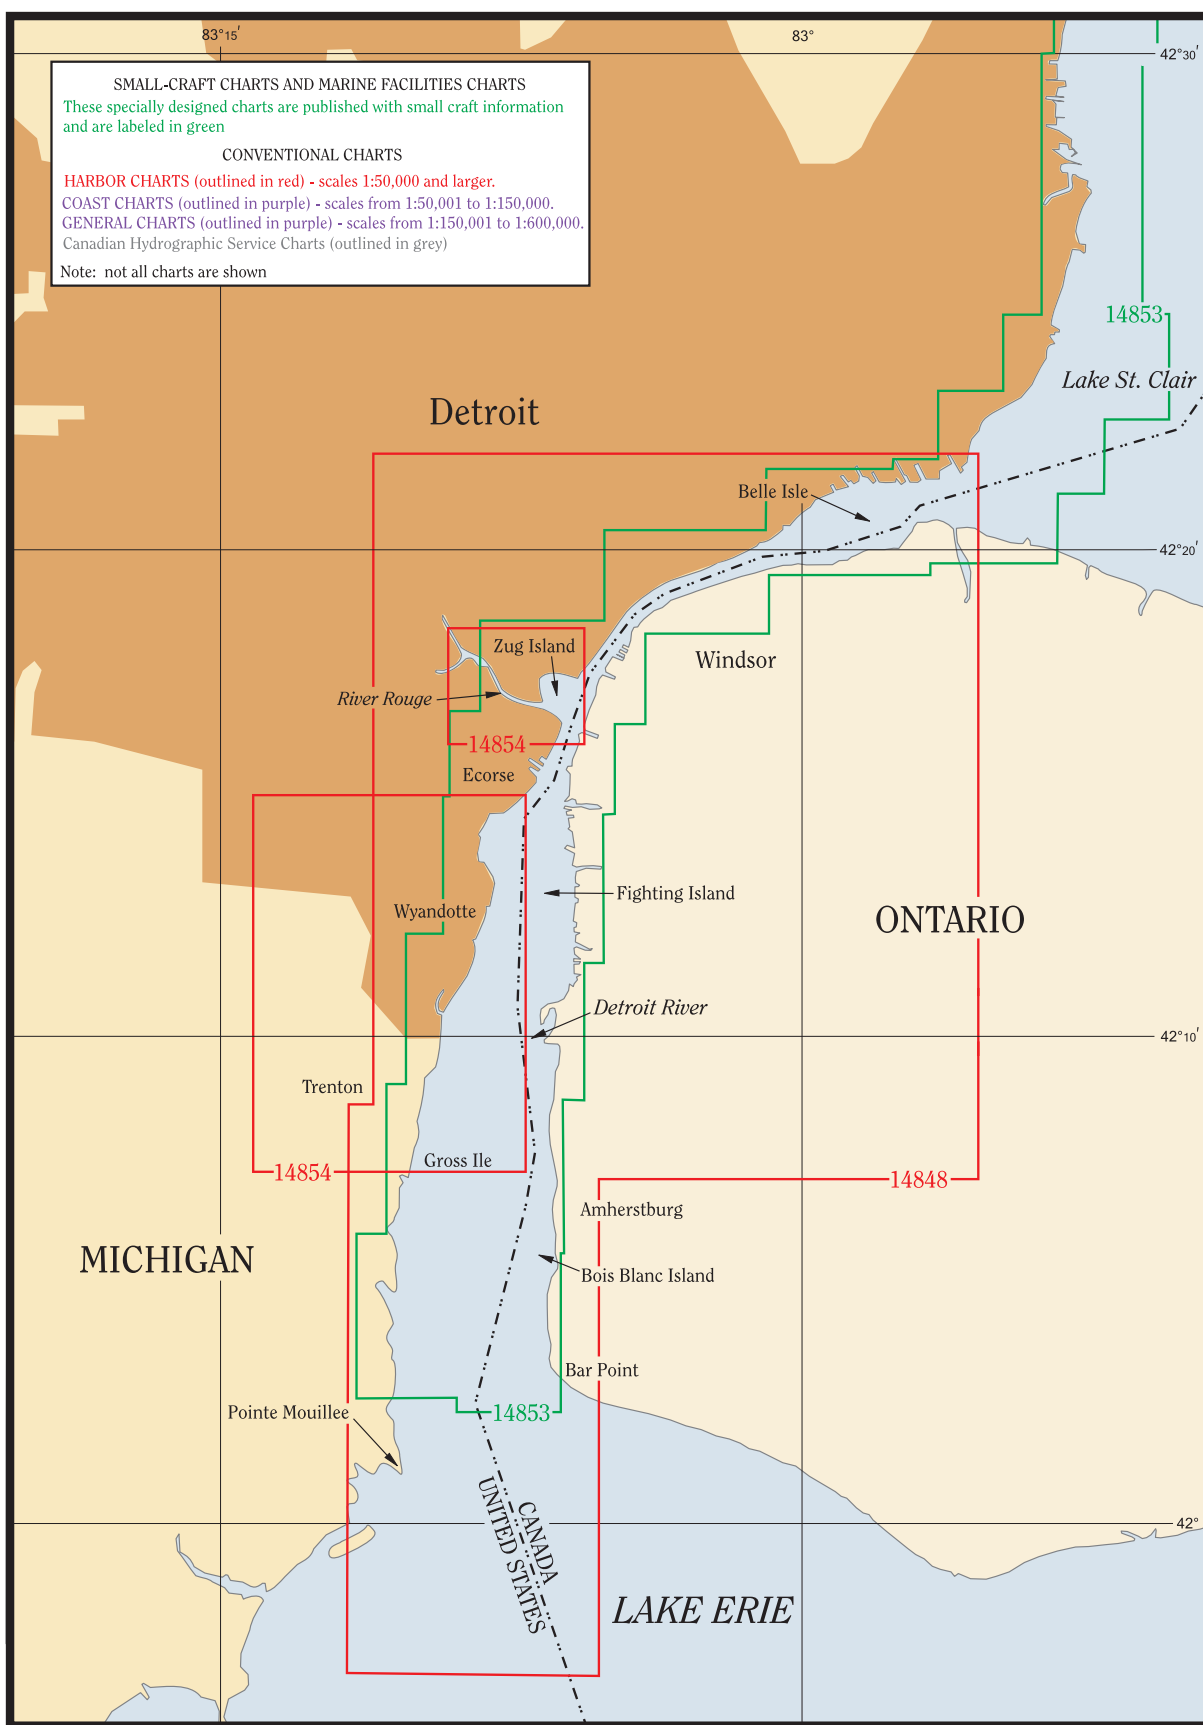 83°15′
83°
42°30′
SMALL-CRAFT CHARTS AND MARINE FACILITIES CHARTS
These specially designed charts are published with small craft information
and are labeled in green
CONVENTIONAL CHARTS
HARBOR CHARTS (outlined in red) - scales 1:50,000 and larger.
COAST CHARTS (outlined in purple) - scales from 1:50,001 to 1:150,000.
GENERAL CHARTS (outlined in purple) - scales from 1:150,001 to 1:600,000.
Canadian Hydrographic Service Charts (outlined in grey)
Note: not all charts are shown
14853
Lake St. Clair
Detroit
Belle Isle
42°20′
Zug Island
Windsor
River Rouge
14854
Ecorse
Fighting Island
Wyandotte
ONTARIO
Detroit River
42°10′
Trenton
Gross Ile
14854
14848
Amherstburg
MICHIGAN
Bois Blanc Island
Bar Point
Pointe Mouillee
14853
42°
CANADA
UNITED STATES
LAKE ERIE